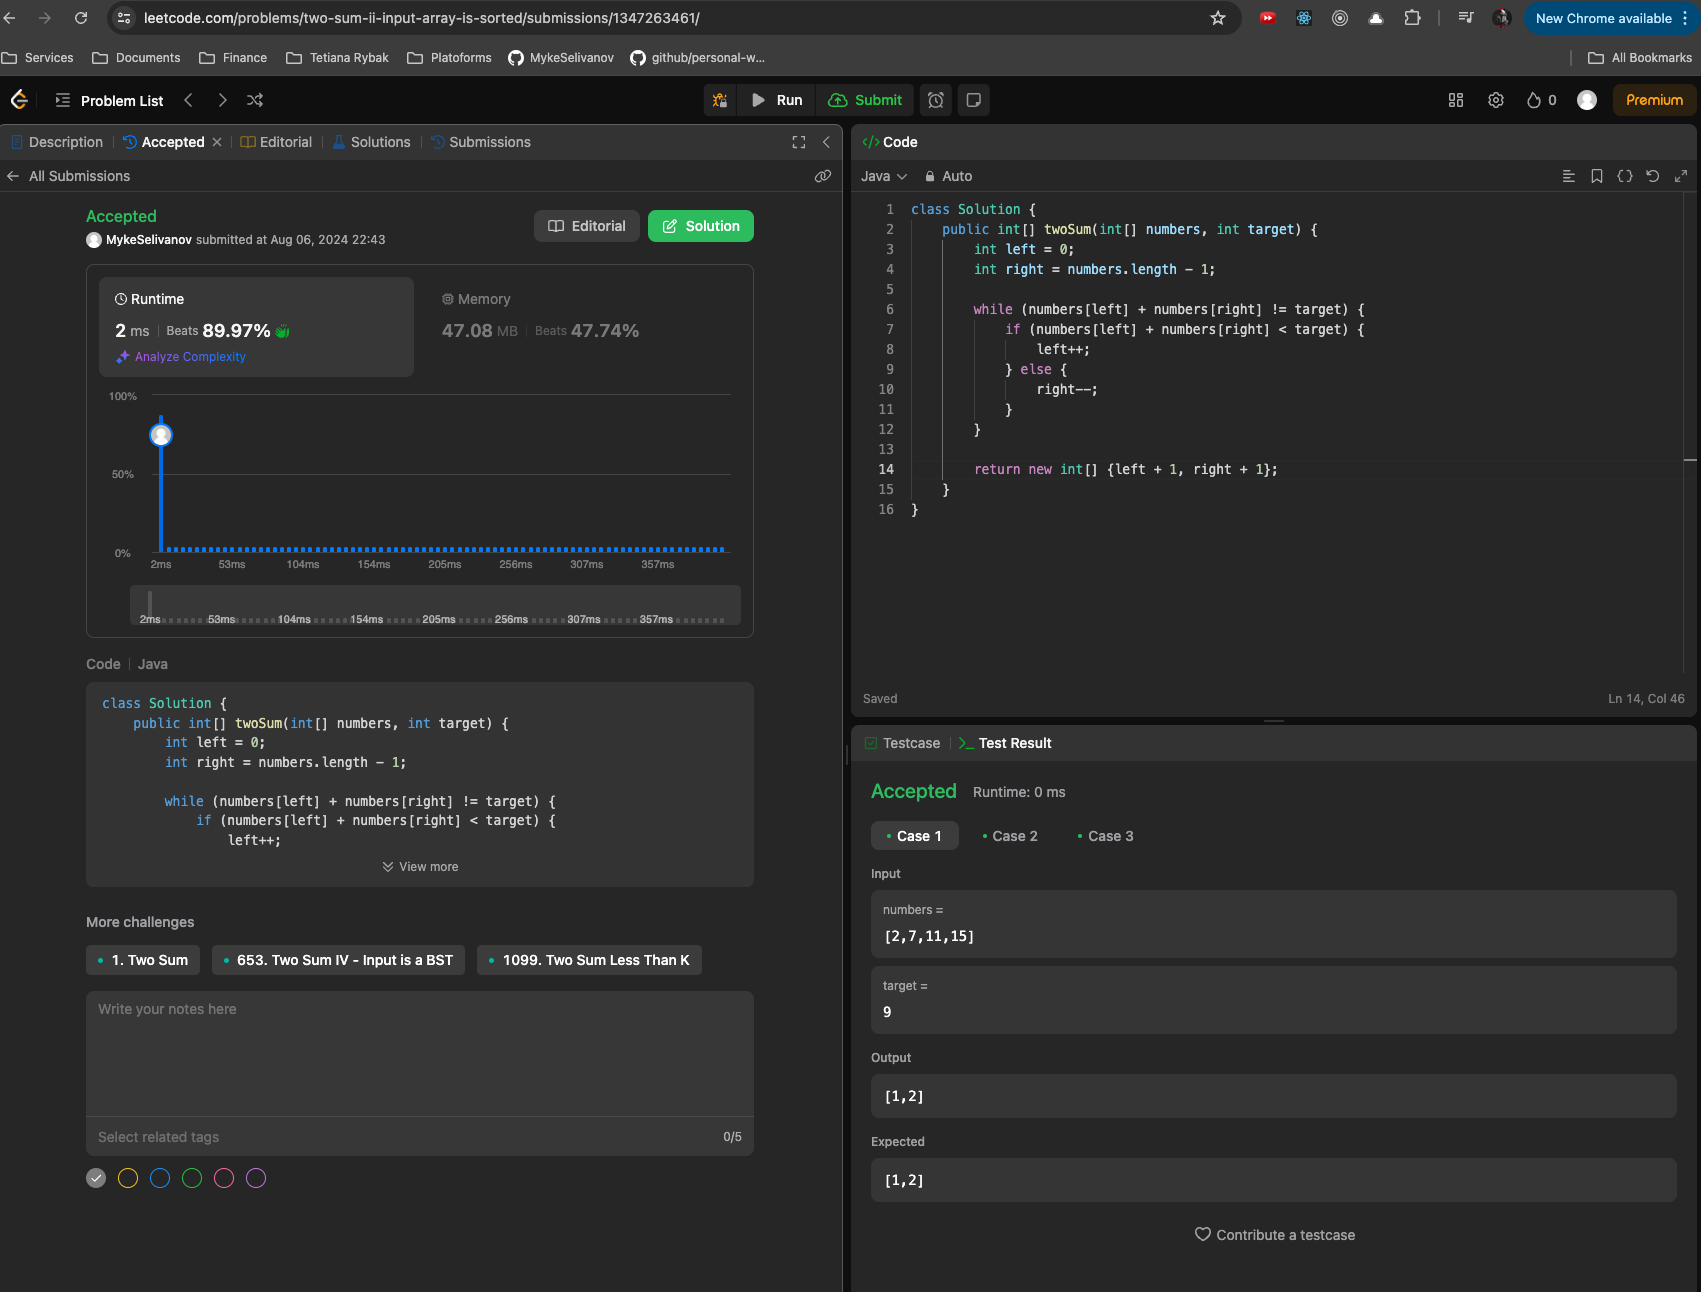 leetcode.com/problems/two-sum-ii-input-array-is-sorted/submissions/1347263461/
New Chrome available
Services Documents Finance Tetiana Rybak Platoforms MykeSelivanov github/personal-w... All Bookmarks
Problem List Run Submit 0 Premium
Description Accepted Editorial Solutions Submissions
All Submissions
Accepted
MykeSelivanov submitted at Aug 06, 2024 22:43
Editorial Solution
Runtime
2 ms Beats 89.97%
Analyze Complexity
Memory
47.08 MB Beats 47.74%
100%
50%
0%
2ms 53ms 104ms 154ms 205ms 256ms 307ms 357ms
2ms 53ms 104ms 154ms 205ms 256ms 307ms 357ms
Code Java
class Solution {
    public int[] twoSum(int[] numbers, int target) {
        int left = 0;
        int right = numbers.length - 1;
        while (numbers[left] + numbers[right] != target) {
            if (numbers[left] + numbers[right] < target) {
                left++;
View more
More challenges
1. Two Sum 653. Two Sum IV - Input is a BST 1099. Two Sum Less Than K
Write your notes here
Select related tags 0/5
</> Code
Java Auto
1 class Solution {
2     public int[] twoSum(int[] numbers, int target) {
3         int left = 0;
4         int right = numbers.length - 1;
5
6         while (numbers[left] + numbers[right] != target) {
7             if (numbers[left] + numbers[right] < target) {
8                 left++;
9             } else {
10                 right--;
11             }
12         }
13
14         return new int[] {left + 1, right + 1};
15     }
16 }
Saved Ln 14, Col 46
Testcase Test Result
Accepted Runtime: 0 ms
Case 1 Case 2 Case 3
Input
numbers =
[2,7,11,15]
target =
9
Output
[1,2]
Expected
[1,2]
Contribute a testcase